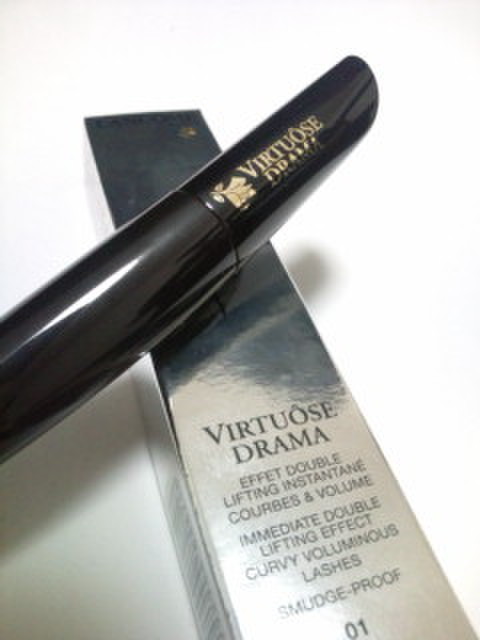 VIRTUÔSE
DRAMA
VIRTUÔSE
DRAMA
EFFET DOUBLE
LIFTING INSTANTANÉ
COURBES & VOLUME
IMMEDIATE DOUBLE
LIFTING EFFECT
CURVY VOLUMINOUS
LASHES
SMUDGE-PROOF
01